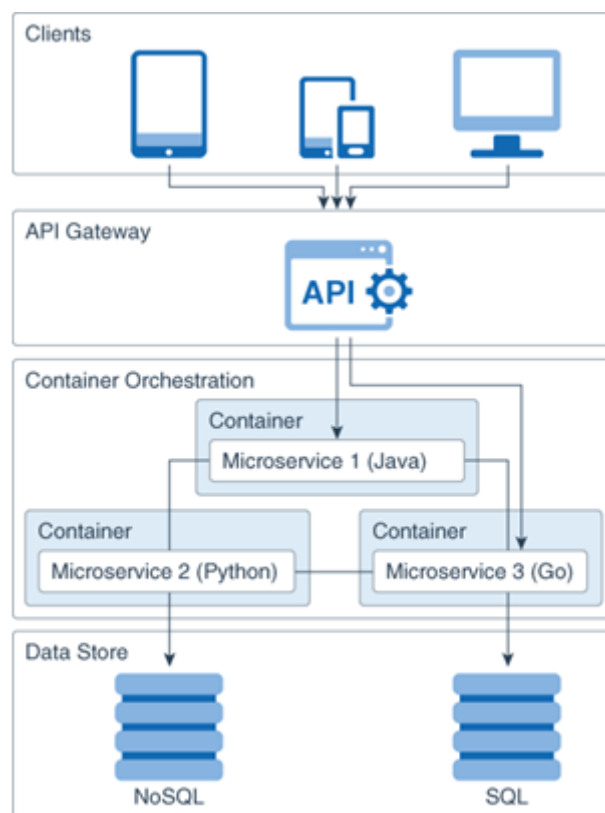 Clients
API Gateway
API
Container Orchestration
Container
Microservice 1 (Java)
Container
Microservice 2 (Python)
Container
Microservice 3 (Go)
Data Store
NoSQL
SQL